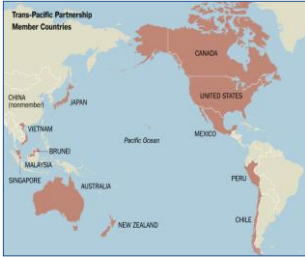 Trans-Pacific Partnership
Member Countries
CANADA
UNITED STATES
CHINA
(nonmember)
JAPAN
MEXICO
VIETNAM
Pacific Ocean
BRUNEI
MALAYSIA
SINGAPORE
PERU
AUSTRALIA
CHILE
NEW ZEALAND